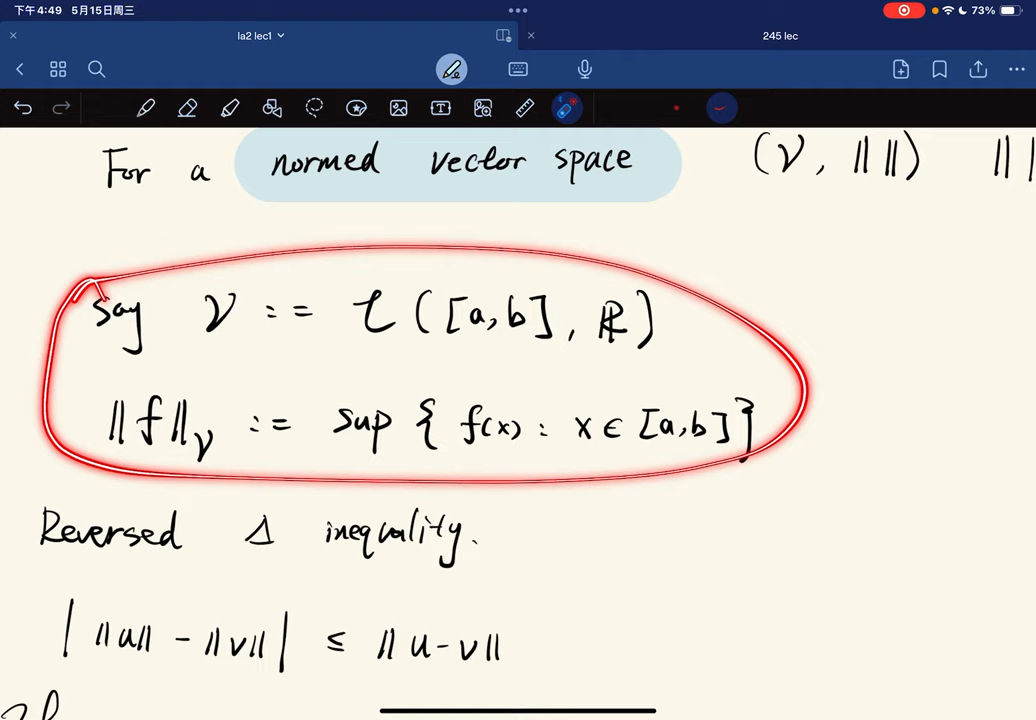 下午4:49 5月15日周三
73%
la2 lec1
245 lec
For a normed vector space (V, || ||) ||
say V := C([a,b], ℝ)
||f||_V := sup { f(x) : x ∈ [a,b] }
Reversed Δ inequality.
| ||u|| - ||v|| | ≤ ||u-v||